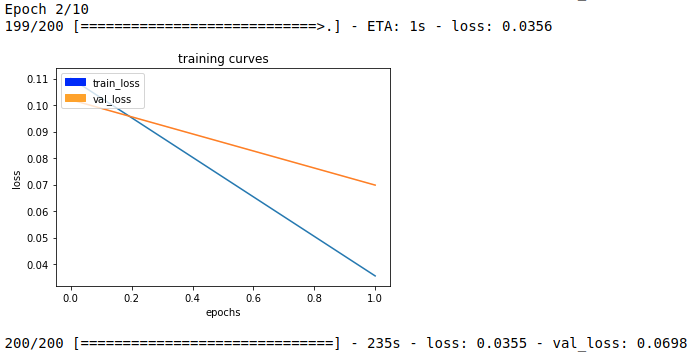 Epoch 2/10
199/200 [============================>.] - ETA: 1s - loss: 0.0356
training curves
train_loss
val_loss
0.11
0.10
0.09
0.08
0.07
0.06
0.05
0.04
loss
0.0 0.2 0.4 0.6 0.8 1.0
epochs
200/200 [==============================] - 235s - loss: 0.0355 - val_loss: 0.0698